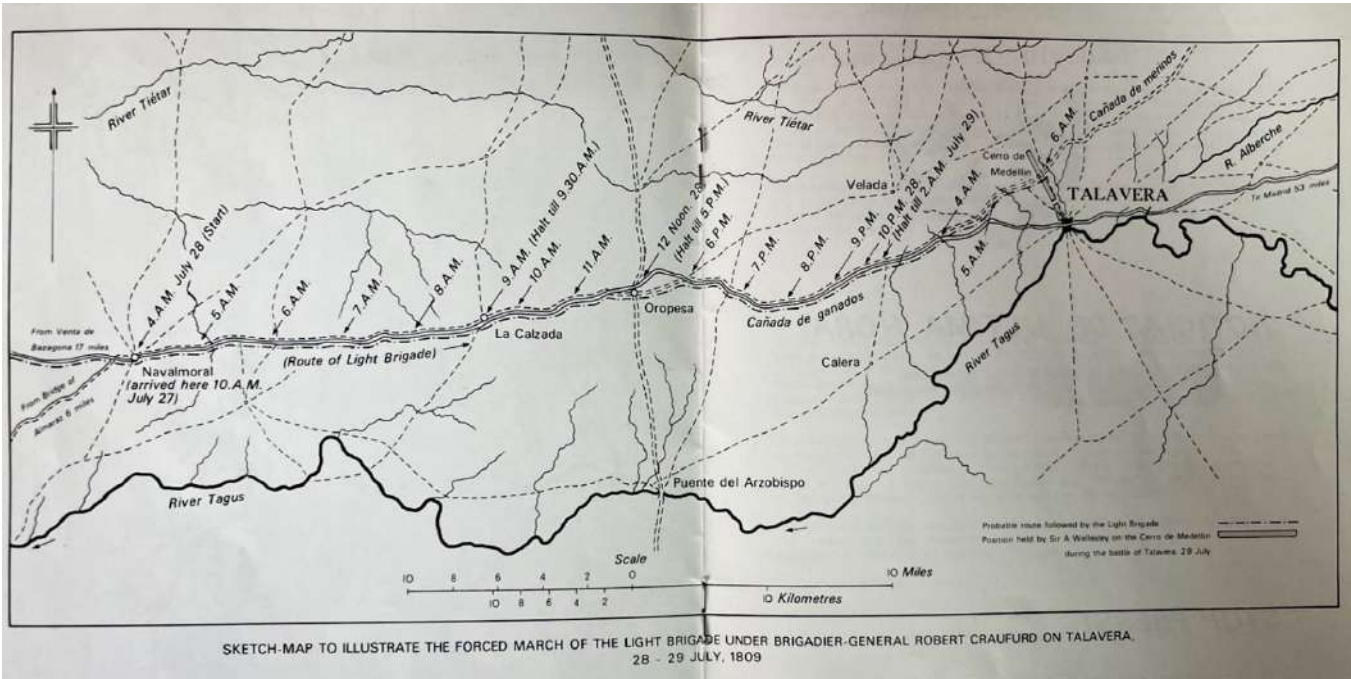 River Tiétar
River Tiétar
Cañada de merinos
R. Alberche
6.A.M.
Cerro de
Medellin
TALAVERA
To Madrid 53 miles
Velada
4.A.M. July 28 (Start)
5.A.M.
6.A.M.
7.A.M.
8.A.M.
9.A.M. (Halt till 9.30.A.M.)
10.A.M.
11.A.M.
12 Noon. 28
(Halt till 5.P.M.)
6.P.M.
7.P.M.
8.P.M.
9.P.M.
10.P.M. 28
(Halt till 2.A.M. July 29)
4.A.M.
5.A.M.
From Venta de
Bazagona 17 miles
Navalmoral
(arrived here 10.A.M.
July 27)
From Bridge of
Almaraz 6 miles
(Route of Light Brigade)
La Calzada
Oropesa
Cañada de ganados
Calera
River Tagus
River Tagus
Puente del Arzobispo
Probable route followed by the Light Brigade
Position held by Sir A Wellesley on the Cerro de Medellin
during the battle of Talavera. 28 July
Scale
10 8 6 4 2 0 10 Miles
10 8 6 4 2 10 Kilometres
SKETCH-MAP TO ILLUSTRATE THE FORCED MARCH OF THE LIGHT BRIGADE UNDER BRIGADIER-GENERAL ROBERT CRAUFURD ON TALAVERA,
28 - 29 JULY, 1809